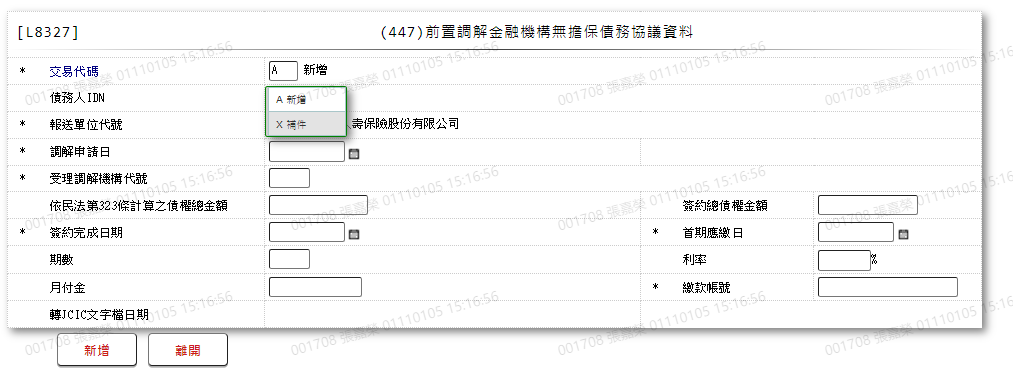 [L8327] (447)前置調解金融機構無擔保債務協議資料
* 交易代碼 A 新增
債務人IDN
A 新增
X 補件
* 報送單位代號 壽保險股份有限公司
* 調解申請日
* 受理調解機構代號
依民法第323條計算之債權總金額 簽約總債權金額
* 簽約完成日期 * 首期應繳日
期數 利率 %
月付金 * 繳款帳號
轉JCIC文字檔日期
新增 離開
001708 張嘉榮 01110105 15:16:56